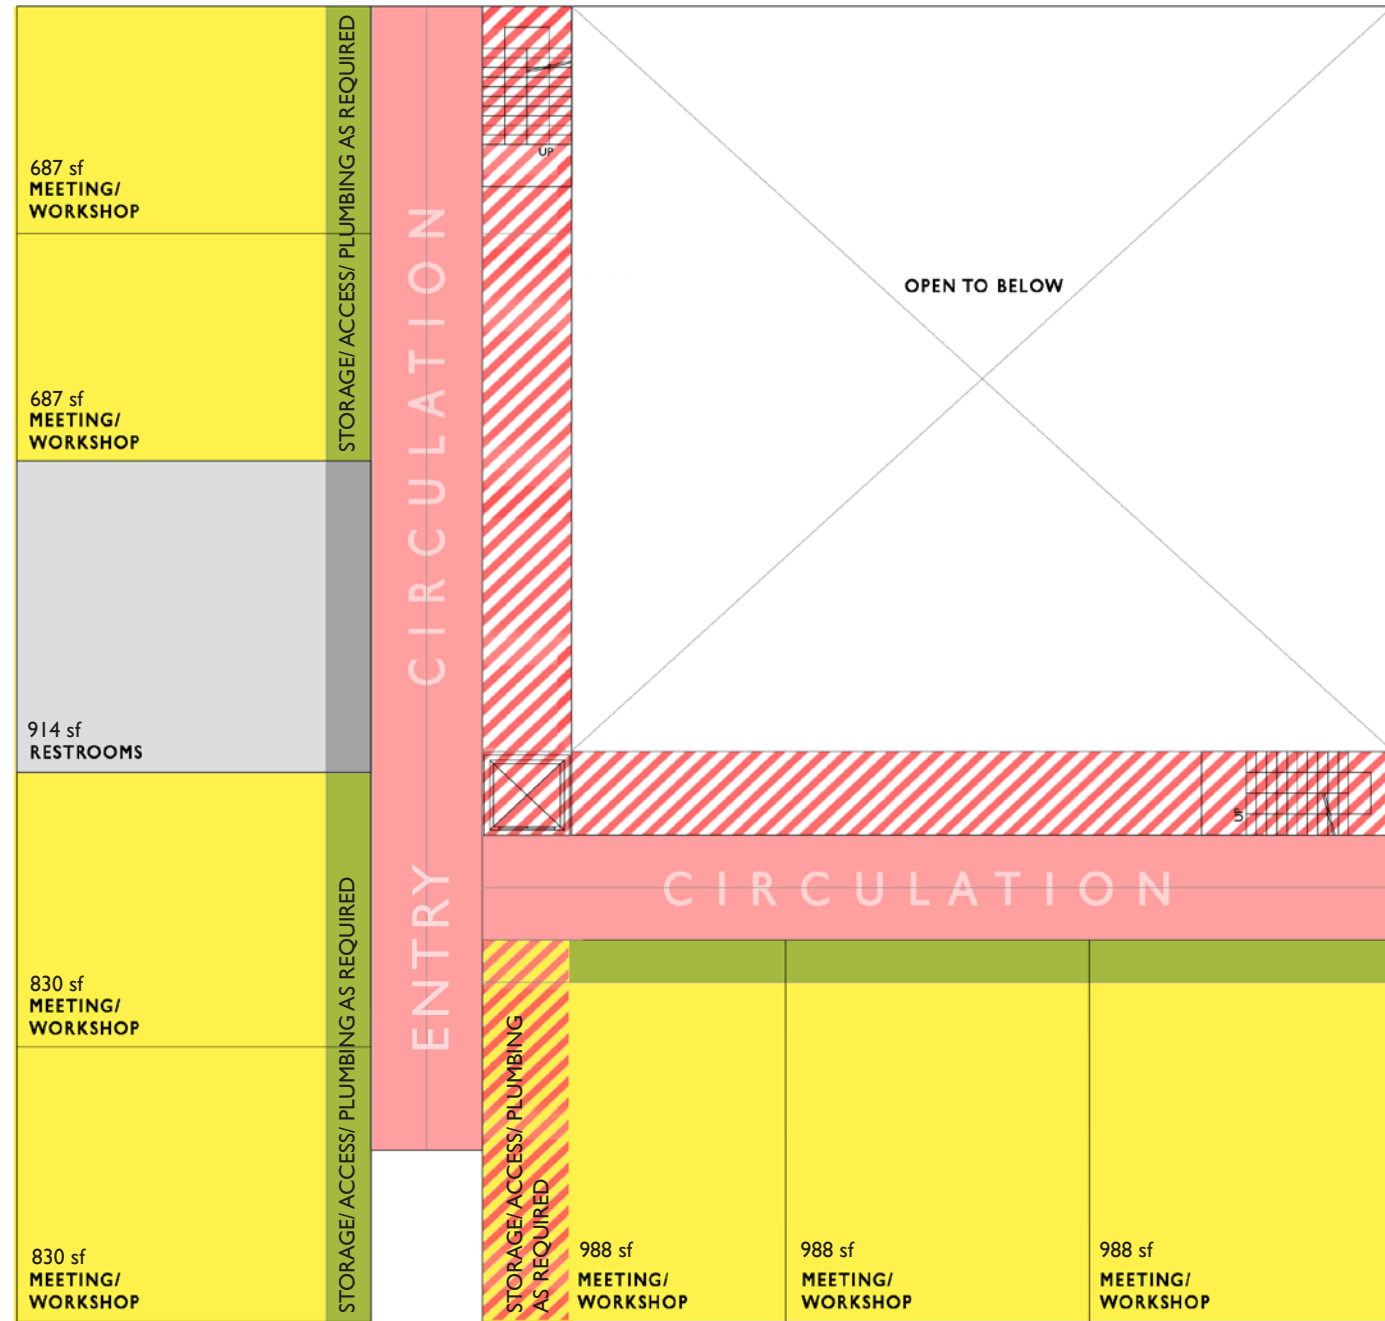 687 sf
MEETING/
WORKSHOP
687 sf
MEETING/
WORKSHOP
STORAGE/ ACCESS/ PLUMBING AS REQUIRED
914 sf
RESTROOMS
830 sf
MEETING/
WORKSHOP
830 sf
MEETING/
WORKSHOP
STORAGE/ ACCESS/ PLUMBING AS REQUIRED
ENTRY CIRCULATION
UP
OPEN TO BELOW
UP
CIRCULATION
STORAGE/ ACCESS/ PLUMBING
AS REQUIRED
988 sf
MEETING/
WORKSHOP
988 sf
MEETING/
WORKSHOP
988 sf
MEETING/
WORKSHOP